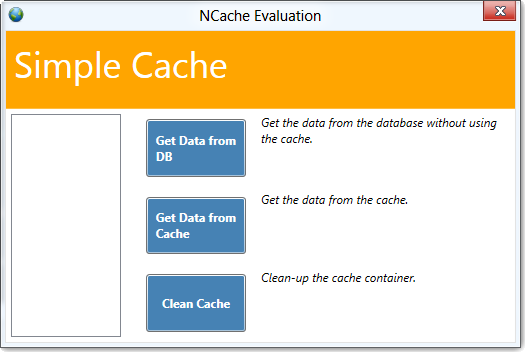 NCache Evaluation
Simple Cache
Get Data from
DB
Get the data from the database without using
the cache.
Get Data from
Cache
Get the data from the cache.
Clean Cache
Clean-up the cache container.